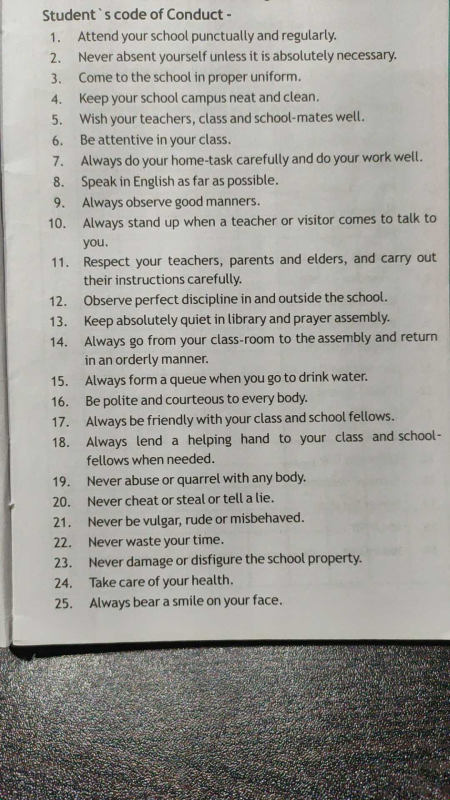 Student`s code of Conduct -
1. Attend your school punctually and regularly.
2. Never absent yourself unless it is absolutely necessary.
3. Come to the school in proper uniform.
4. Keep your school campus neat and clean.
5. Wish your teachers, class and school-mates well.
6. Be attentive in your class.
7. Always do your home-task carefully and do your work well.
8. Speak in English as far as possible.
9. Always observe good manners.
10. Always stand up when a teacher or visitor comes to talk to
you.
11. Respect your teachers, parents and elders, and carry out
their instructions carefully.
12. Observe perfect discipline in and outside the school.
13. Keep absolutely quiet in library and prayer assembly.
14. Always go from your class-room to the assembly and return
in an orderly manner.
15. Always form a queue when you go to drink water.
16. Be polite and courteous to every body.
17. Always be friendly with your class and school fellows.
18. Always lend a helping hand to your class and school-
fellows when needed.
19. Never abuse or quarrel with any body.
20. Never cheat or steal or tell a lie.
21. Never be vulgar, rude or misbehaved.
22. Never waste your time.
23. Never damage or disfigure the school property.
24. Take care of your health.
25. Always bear a smile on your face.